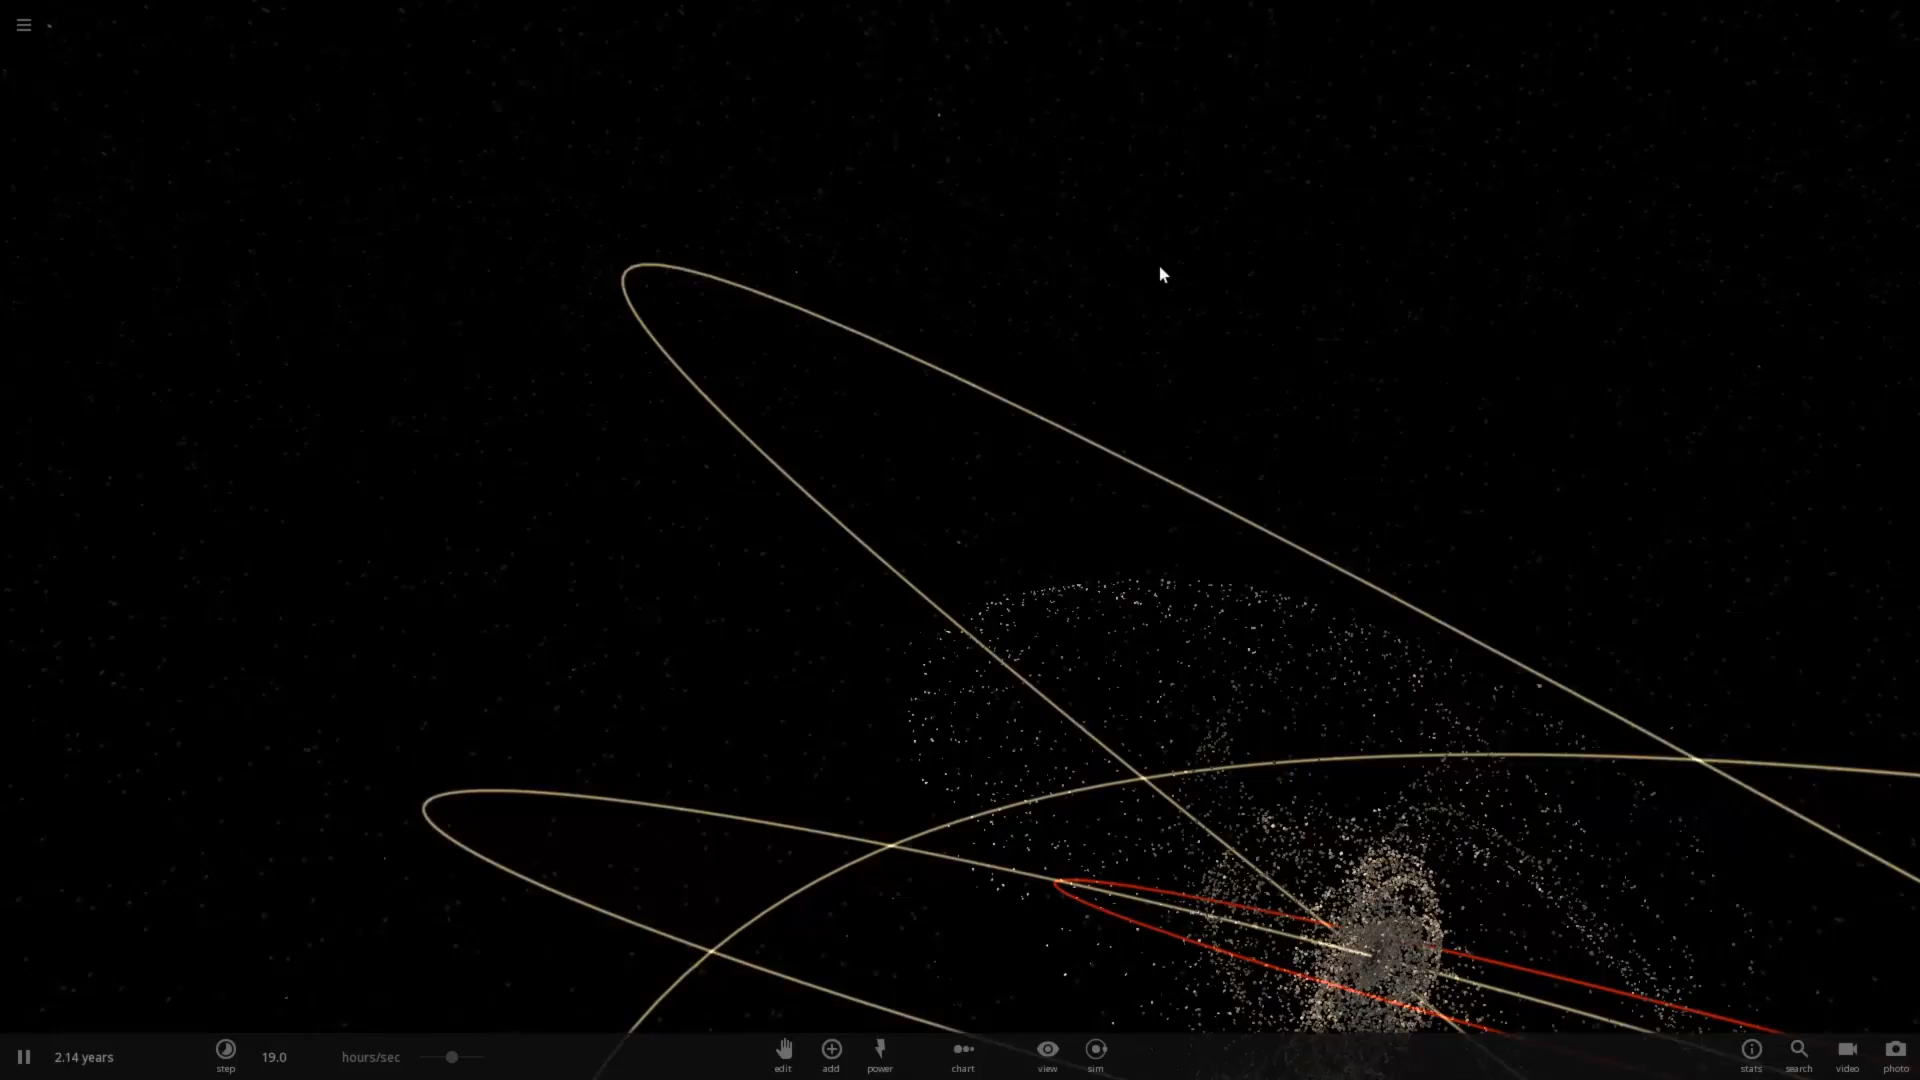 2.14 years
step
19.0 hours/sec
edit
add
power
chart
view
sim
stats
search
video
photo